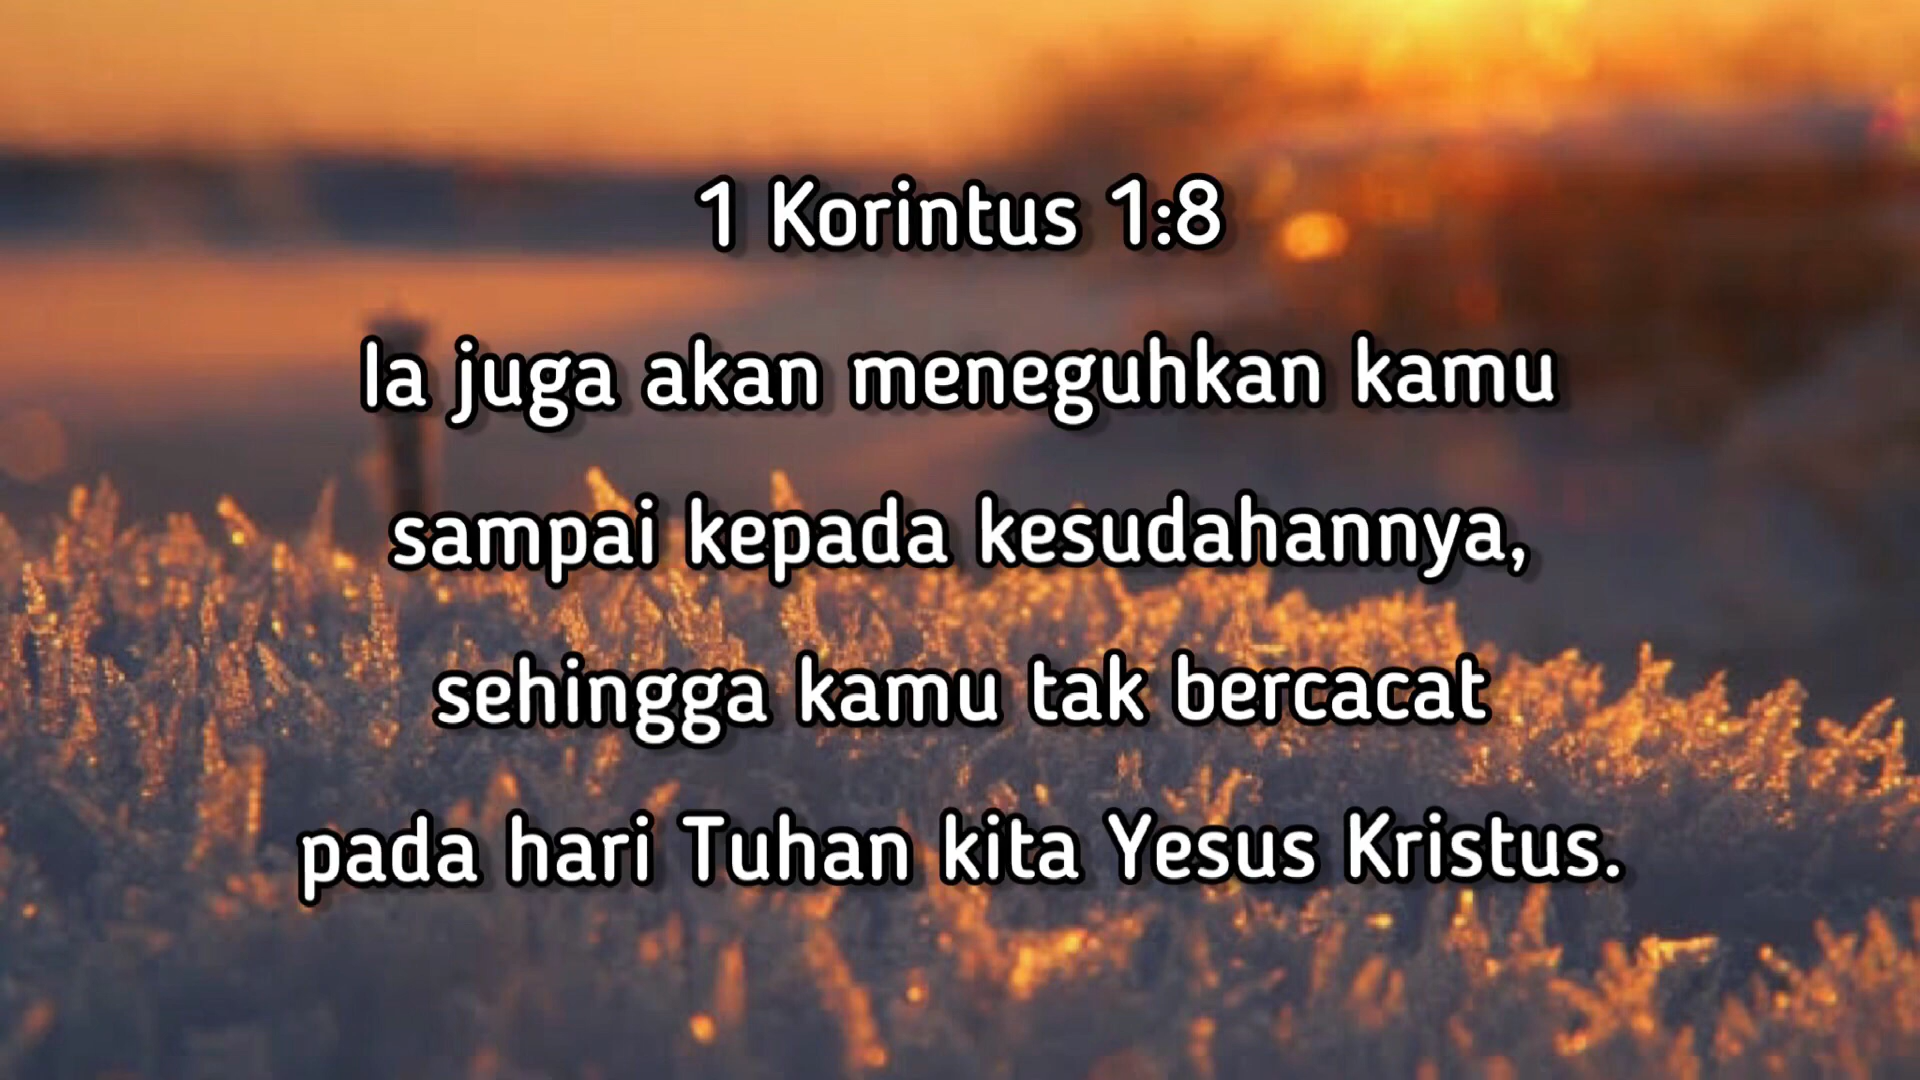 1 Korintus 1:8
Ia juga akan meneguhkan kamu
sampai kepada kesudahannya,
sehingga kamu tak bercacat
pada hari Tuhan kita Yesus Kristus.